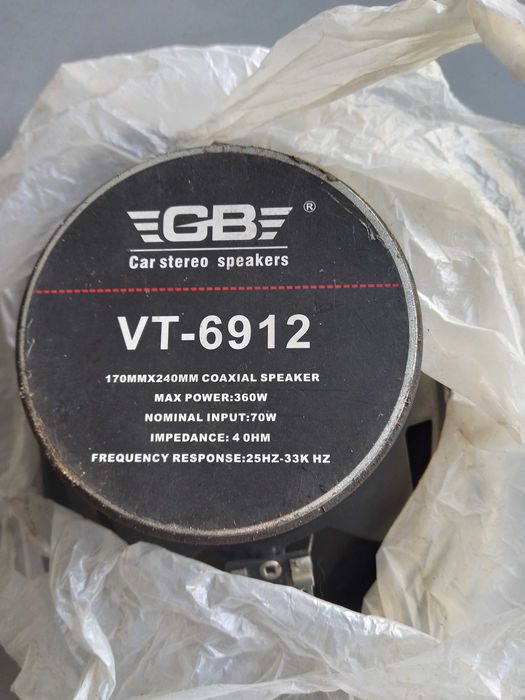 GB ®
Car stereo speakers
VT-6912
170MMX240MM COAXIAL SPEAKER
MAX POWER:360W
NOMINAL INPUT:70W
IMPEDANCE: 4 0HM
FREQUENCY RESPONSE:25HZ-33K HZ